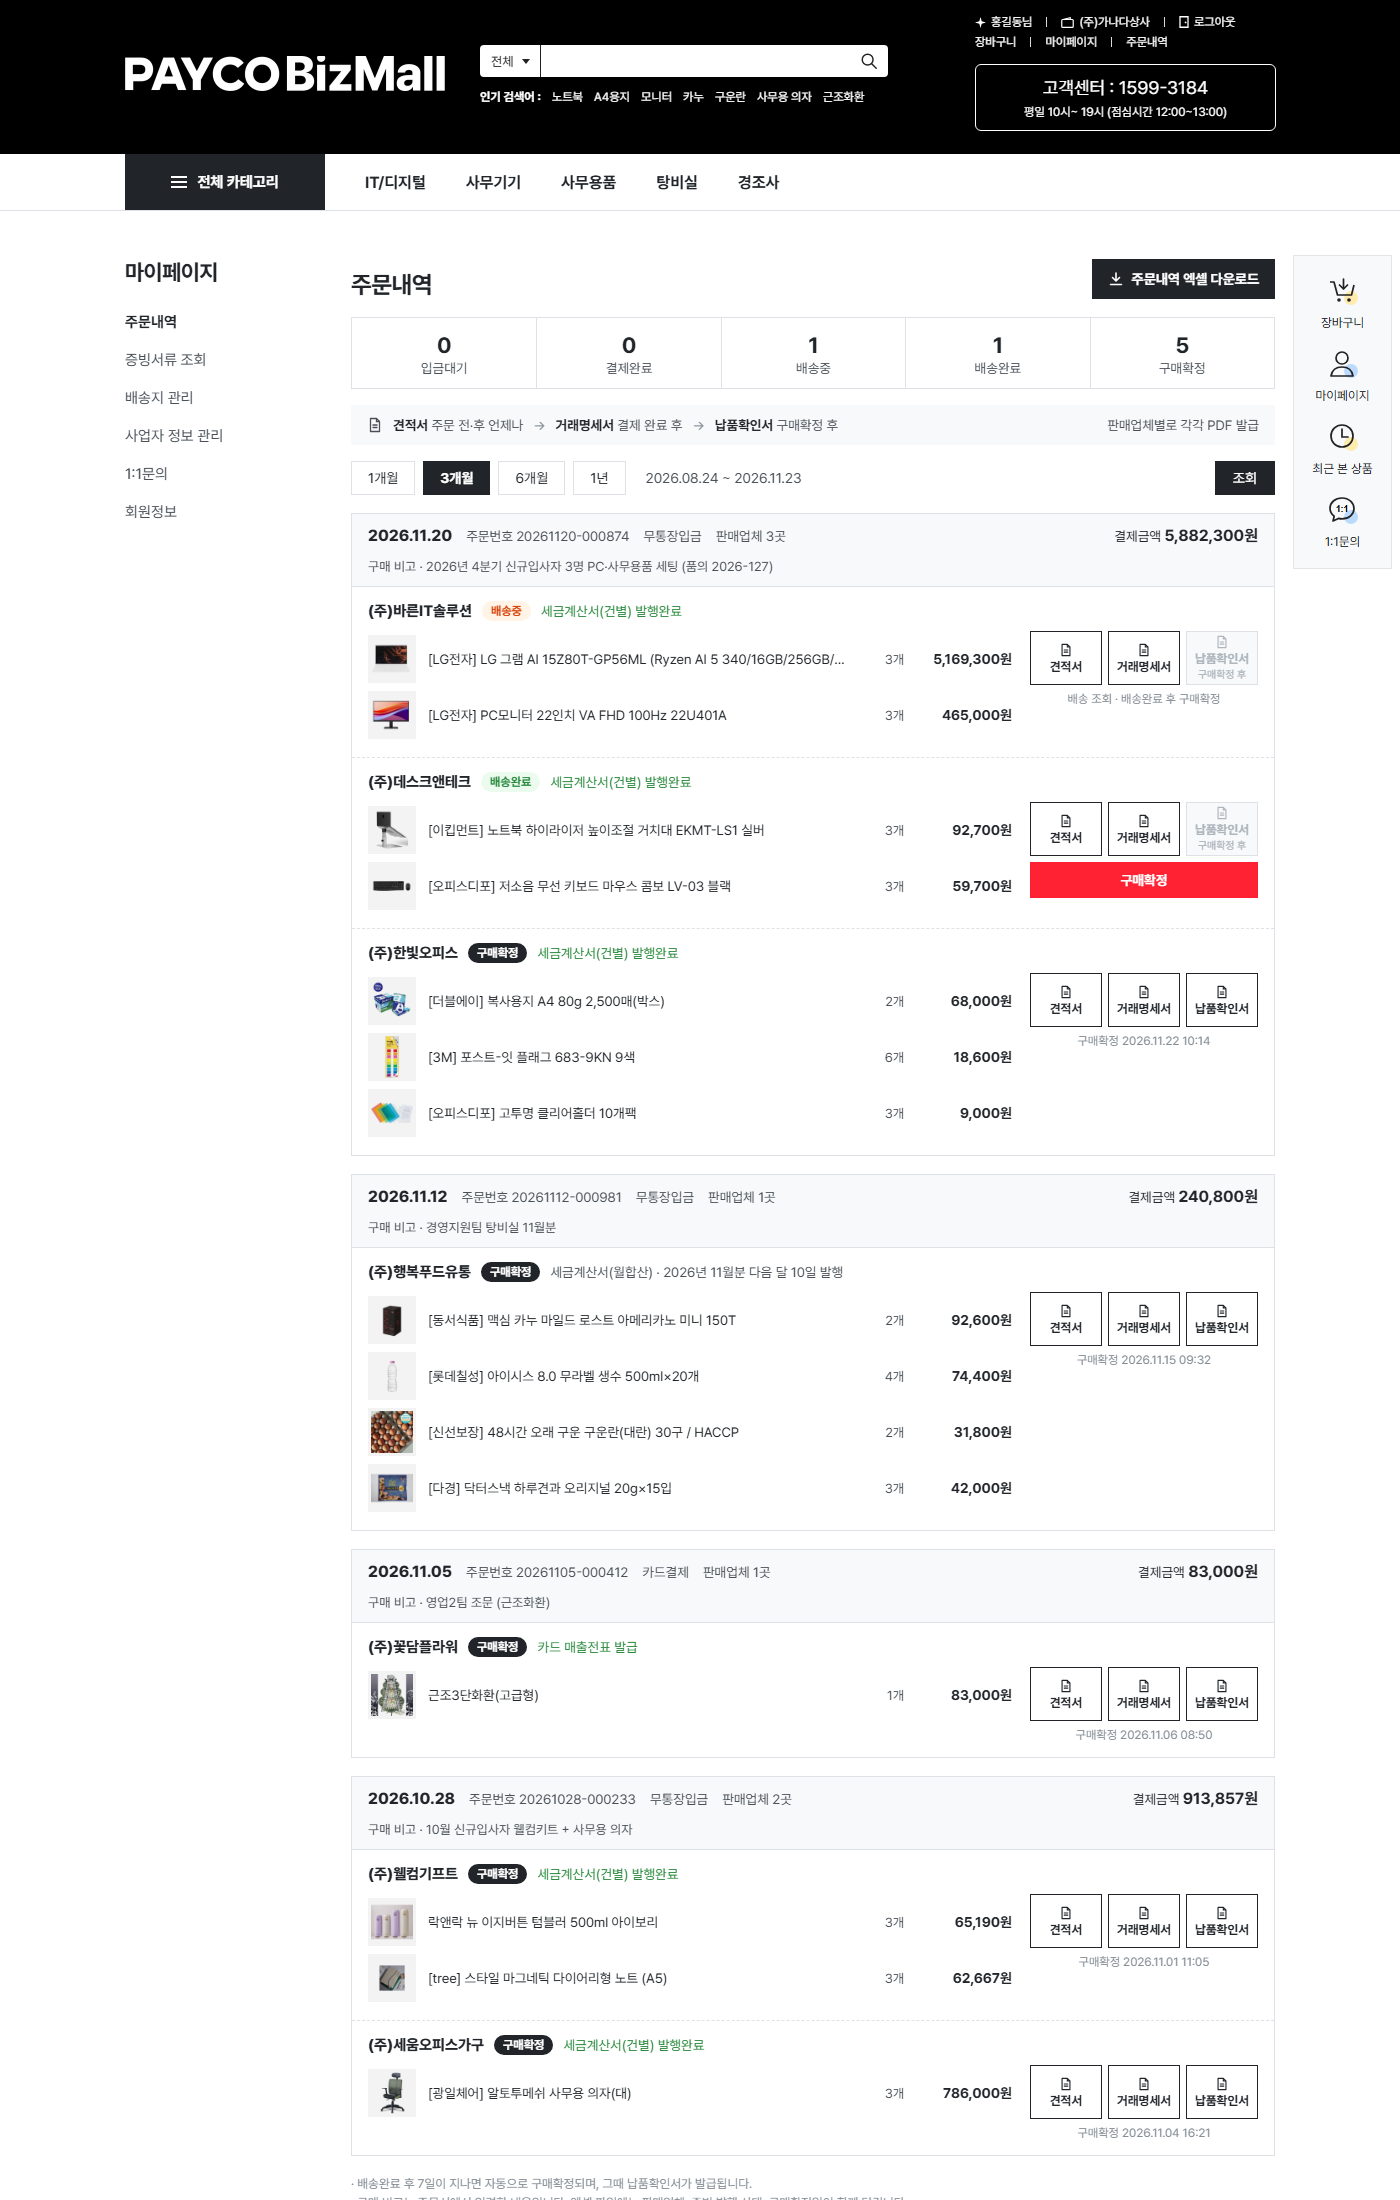 홍길동님 | (주)가나다상사 | 로그아웃
장바구니 | 마이페이지 | 주문내역
PAYCO BizMall
전체
인기 검색어 : 노트북 A4용지 모니터 카누 구운란 사무용 의자 근조화환
고객센터 : 1599-3184
평일 10시~ 19시 (점심시간 12:00~13:00)
전체 카테고리 IT/디지털 사무기기 사무용품 탕비실 경조사
마이페이지
주문내역
증빙서류 조회
배송지 관리
사업자 정보 관리
1:1문의
회원정보
주문내역
주문내역 엑셀 다운로드
0 0 1 1 5
입금대기 결제완료 배송중 배송완료 구매확정
견적서 주문 전·후 언제나 → 거래명세서 결제 완료 후 → 납품확인서 구매확정 후 판매업체별로 각각 PDF 발급
1개월 3개월 6개월 1년 2026.08.24 ~ 2026.11.23 조회
장바구니
마이페이지
최근 본 상품
1:1
1:1문의
2026.11.20 주문번호 20261120-000874 무통장입금 판매업체 3곳 결제금액 5,882,300원
구매 비고 · 2026년 4분기 신규입사자 3명 PC·사무용품 세팅 (품의 2026-127)
(주)바른IT솔루션 배송중 세금계산서(건별) 발행완료
[LG전자] LG 그램 AI 15Z80T-GP56ML (Ryzen AI 5 340/16GB/256GB/... 3개 5,169,300원
견적서 거래명세서 납품확인서 구매확정 후
배송 조회 · 배송완료 후 구매확정
[LG전자] PC모니터 22인치 VA FHD 100Hz 22U401A 3개 465,000원
(주)데스크앤테크 배송완료 세금계산서(건별) 발행완료
[이킵먼트] 노트북 하이라이저 높이조절 거치대 EKMT-LS1 실버 3개 92,700원
견적서 거래명세서 납품확인서 구매확정 후
[오피스디포] 저소음 무선 키보드 마우스 콤보 LV-03 블랙 3개 59,700원
구매확정
(주)한빛오피스 구매확정 세금계산서(건별) 발행완료
[더블에이] 복사용지 A4 80g 2,500매(박스) 2개 68,000원
견적서 거래명세서 납품확인서
구매확정 2026.11.22 10:14
[3M] 포스트-잇 플래그 683-9KN 9색 6개 18,600원
[오피스디포] 고투명 클리어홀더 10개팩 3개 9,000원
2026.11.12 주문번호 20261112-000981 무통장입금 판매업체 1곳 결제금액 240,800원
구매 비고 · 경영지원팀 탕비실 11월분
(주)행복푸드유통 구매확정 세금계산서(월합산) · 2026년 11월분 다음 달 10일 발행
[동서식품] 맥심 카누 마일드 로스트 아메리카노 미니 150T 2개 92,600원
견적서 거래명세서 납품확인서
구매확정 2026.11.15 09:32
[롯데칠성] 아이시스 8.0 무라벨 생수 500ml×20개 4개 74,400원
[신선보장] 48시간 오래 구운 구운란(대란) 30구 / HACCP 2개 31,800원
[다경] 닥터스낵 하루견과 오리지널 20g×15입 3개 42,000원
2026.11.05 주문번호 20261105-000412 카드결제 판매업체 1곳 결제금액 83,000원
구매 비고 · 영업2팀 조문 (근조화환)
(주)꽃담플라워 구매확정 카드 매출전표 발급
근조3단화환(고급형) 1개 83,000원
견적서 거래명세서 납품확인서
구매확정 2026.11.06 08:50
2026.10.28 주문번호 20261028-000233 무통장입금 판매업체 2곳 결제금액 913,857원
구매 비고 · 10월 신규입사자 웰컴키트 + 사무용 의자
(주)웰컴기프트 구매확정 세금계산서(건별) 발행완료
락앤락 뉴 이지버튼 텀블러 500ml 아이보리 3개 65,190원
견적서 거래명세서 납품확인서
구매확정 2026.11.01 11:05
[tree] 스타일 마그네틱 다이어리형 노트 (A5) 3개 62,667원
(주)세움오피스가구 구매확정 세금계산서(건별) 발행완료
[광일체어] 알토투메쉬 사무용 의자(대) 3개 786,000원
견적서 거래명세서 납품확인서
구매확정 2026.11.04 16:21
· 배송완료 후 7일이 지나면 자동으로 구매확정되며, 그때 납품확인서가 발급됩니다.